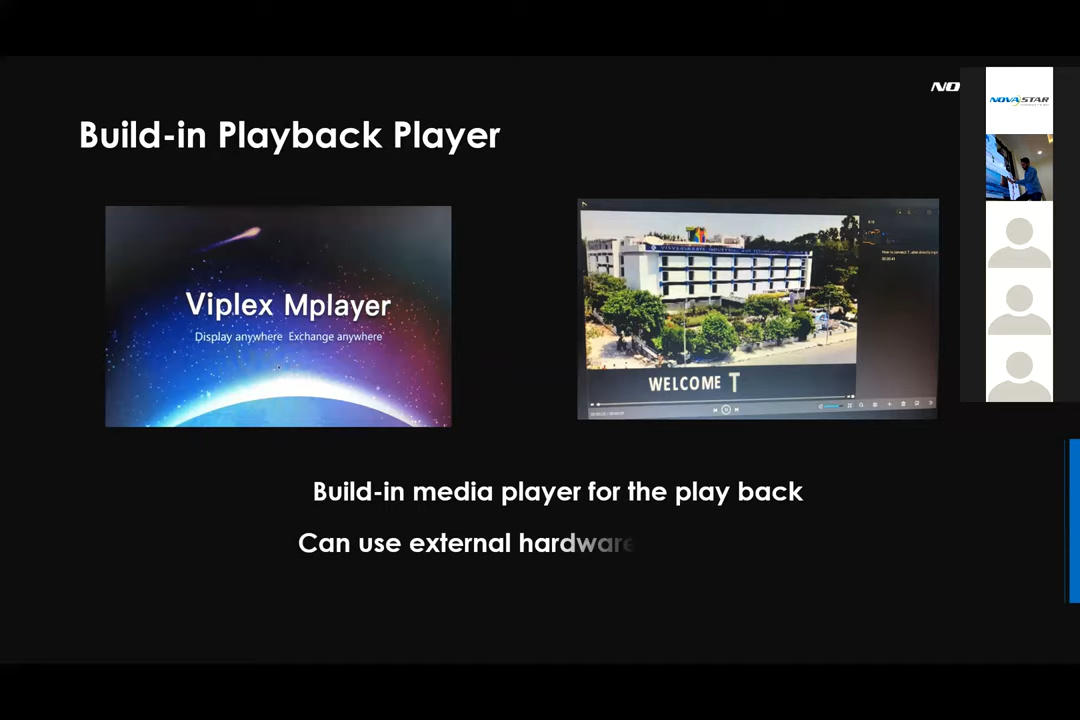 NO
NOVASTAR
Build-in Playback Player
Viplex Mplayer
Display anywhere Exchange anywhere
WELCOME T
Build-in media player for the play back
Can use external hardware